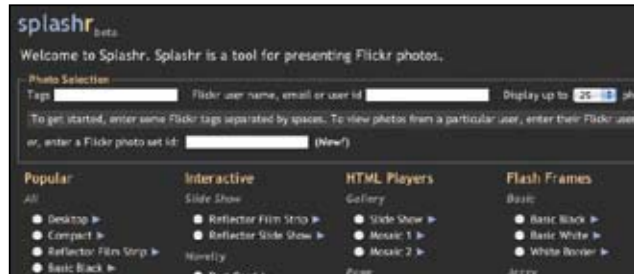 splashr beta
Welcome to Splashr. Splashr is a tool for presenting Flickr photos.
Photo Selection
Tags Flickr user name, email or user id Display up to 25
To get started, enter some Flickr tags separated by spaces. To view photos from a particular user, enter their Flickr user
or, enter a Flickr photo set id: (New!)
Popular Interactive HTML Players Flash Frames
All Slide Show Gallery Basic
Desktop Reflector Film Strip Slide Show Basic Black
Compact Reflector Slide Show Mosaic 1 Basic White
Reflector Film Strip Novelty Mosaic 2 White Border
Basic Black